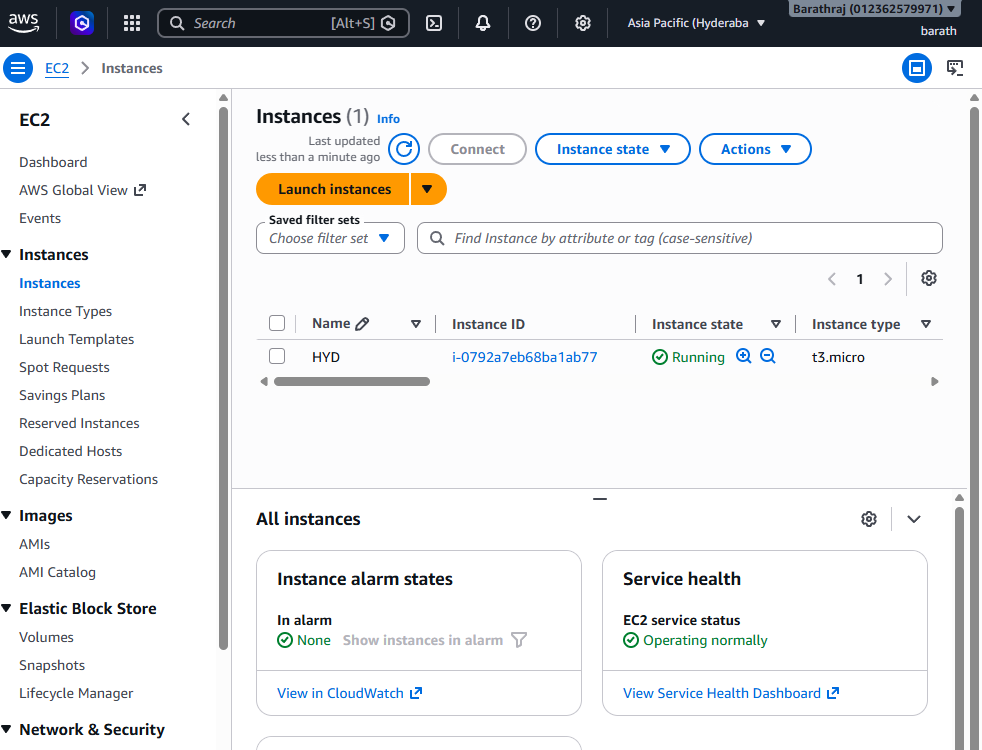 aws
Search [Alt+S]
Asia Pacific (Hyderaba
Barathraj (012362579971)
barath
EC2 Instances
EC2
Dashboard
AWS Global View
Events
Instances
Instances
Instance Types
Launch Templates
Spot Requests
Savings Plans
Reserved Instances
Dedicated Hosts
Capacity Reservations
Images
AMIs
AMI Catalog
Elastic Block Store
Volumes
Snapshots
Lifecycle Manager
Network & Security
Instances (1) Info
Last updated
less than a minute ago
Connect
Instance state
Actions
Launch instances
Saved filter sets
Choose filter set
Find Instance by attribute or tag (case-sensitive)
1
Name Instance ID Instance state Instance type
HYD i-0792a7eb68ba1ab77 Running t3.micro
All instances
Instance alarm states
In alarm
None Show instances in alarm
View in CloudWatch
Service health
EC2 service status
Operating normally
View Service Health Dashboard